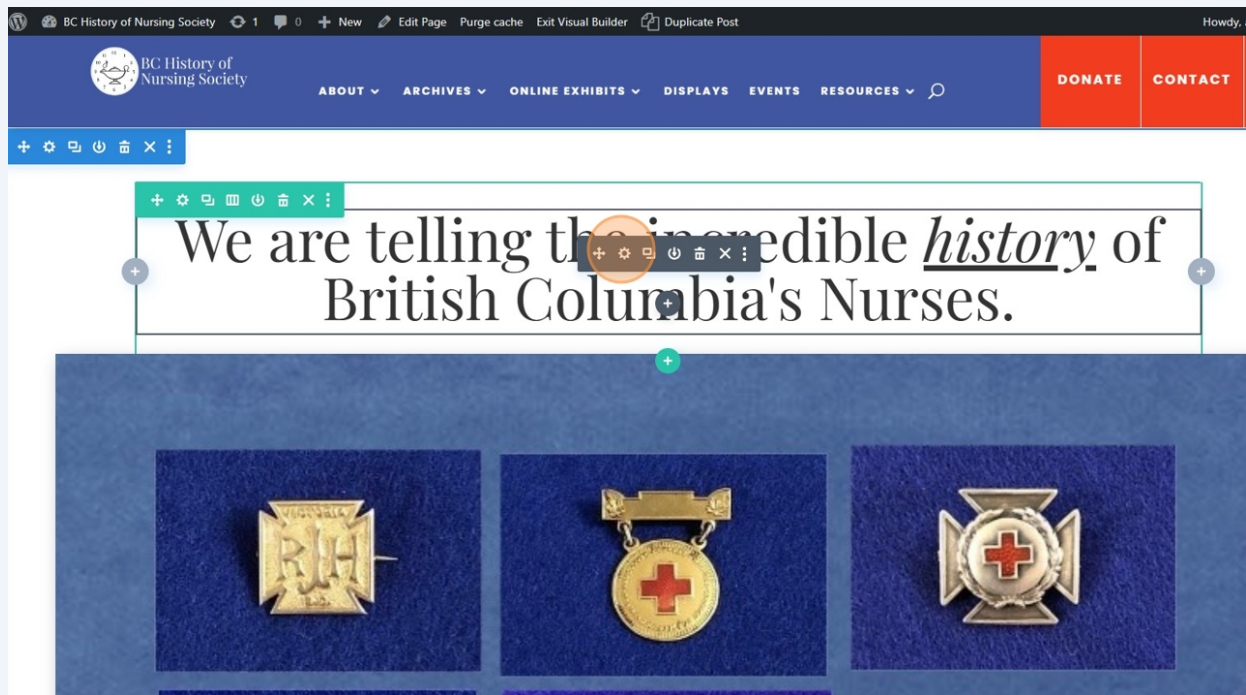 BC History of Nursing Society 1 0 New Edit Page Purge cache Exit Visual Builder Duplicate Post Howdy,
BC History of
Nursing Society
ABOUT ARCHIVES ONLINE EXHIBITS DISPLAYS EVENTS RESOURCES
DONATE CONTACT
We are telling the incredible history of
British Columbia's Nurses.
VICTORIA
RJH
B.C.